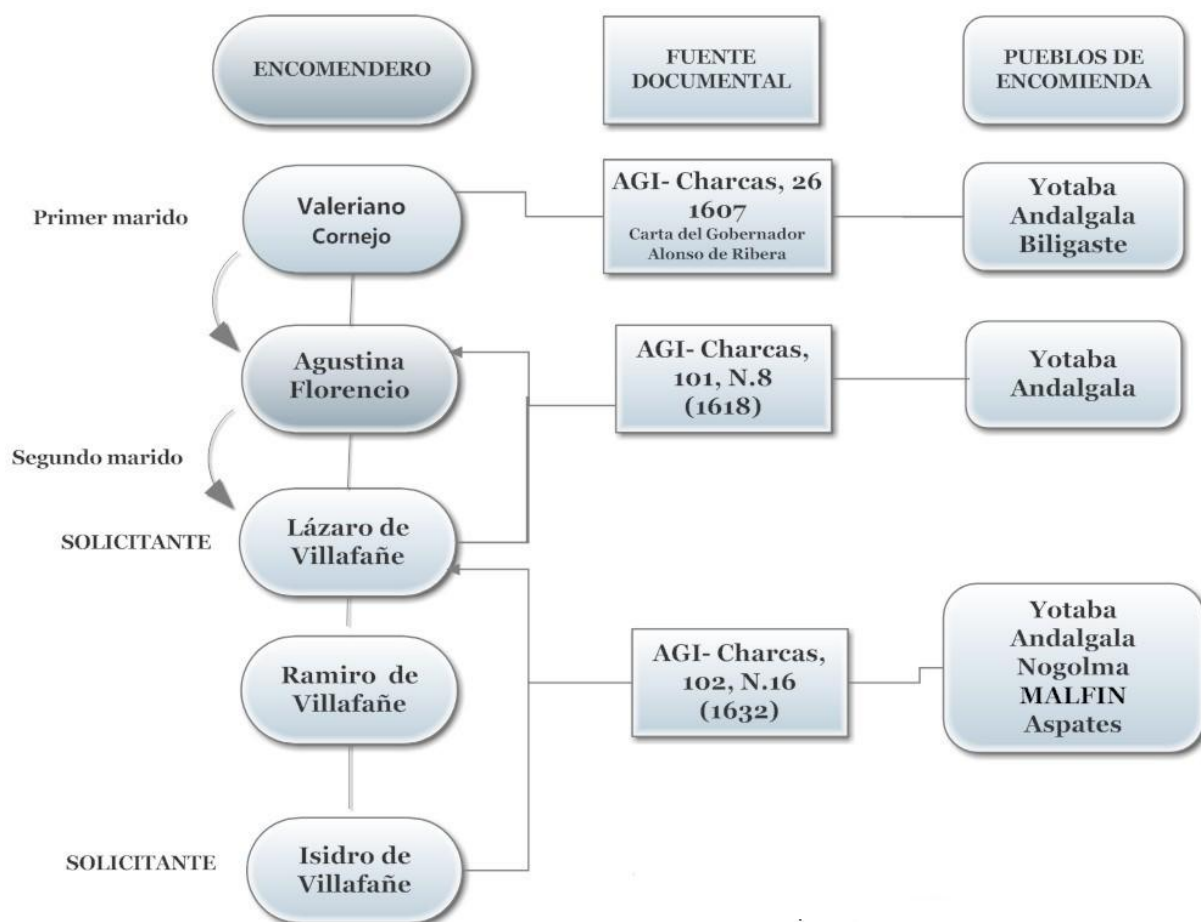 ENCOMENDERO
FUENTE
DOCUMENTAL
PUEBLOS DE
ENCOMIENDA
Primer marido
Valeriano
Cornejo
AGI- Charcas, 26
1607
Carta del Gobernador
Alonso de Ribera
Yotaba
Andalgala
Biligaste
Agustina
Florencio
AGI- Charcas,
101, N.8
(1618)
Yotaba
Andalgala
Segundo marido
SOLICITANTE
Lázaro de
Villafañe
Ramiro de
Villafañe
AGI- Charcas,
102, N.16
(1632)
Yotaba
Andalgala
Nogolma
MALFIN
Aspates
SOLICITANTE
Isidro de
Villafañe